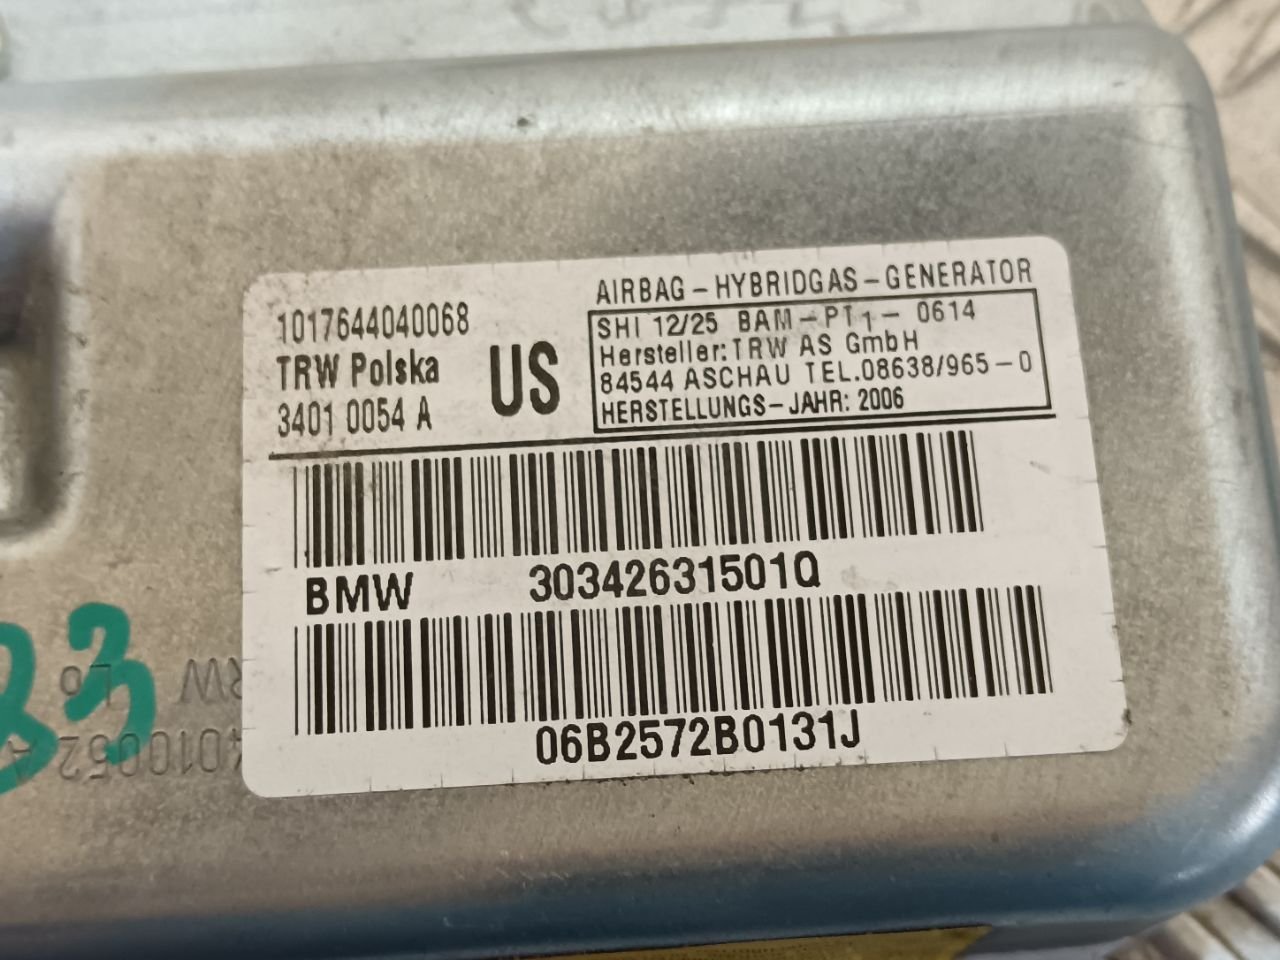 1017644040068
TRW Polska
3401 0054 A
US
AIRBAG-HYBRIDGAS-GENERATOR
SHI 12/25 BAM-PT1-0614
Hersteller: TRW AS GmbH
84544 ASCHAU TEL.08638/965-0
HERSTELLUNGS-JAHR: 2006
BMW 30342631501Q
06B2572B0131J
33